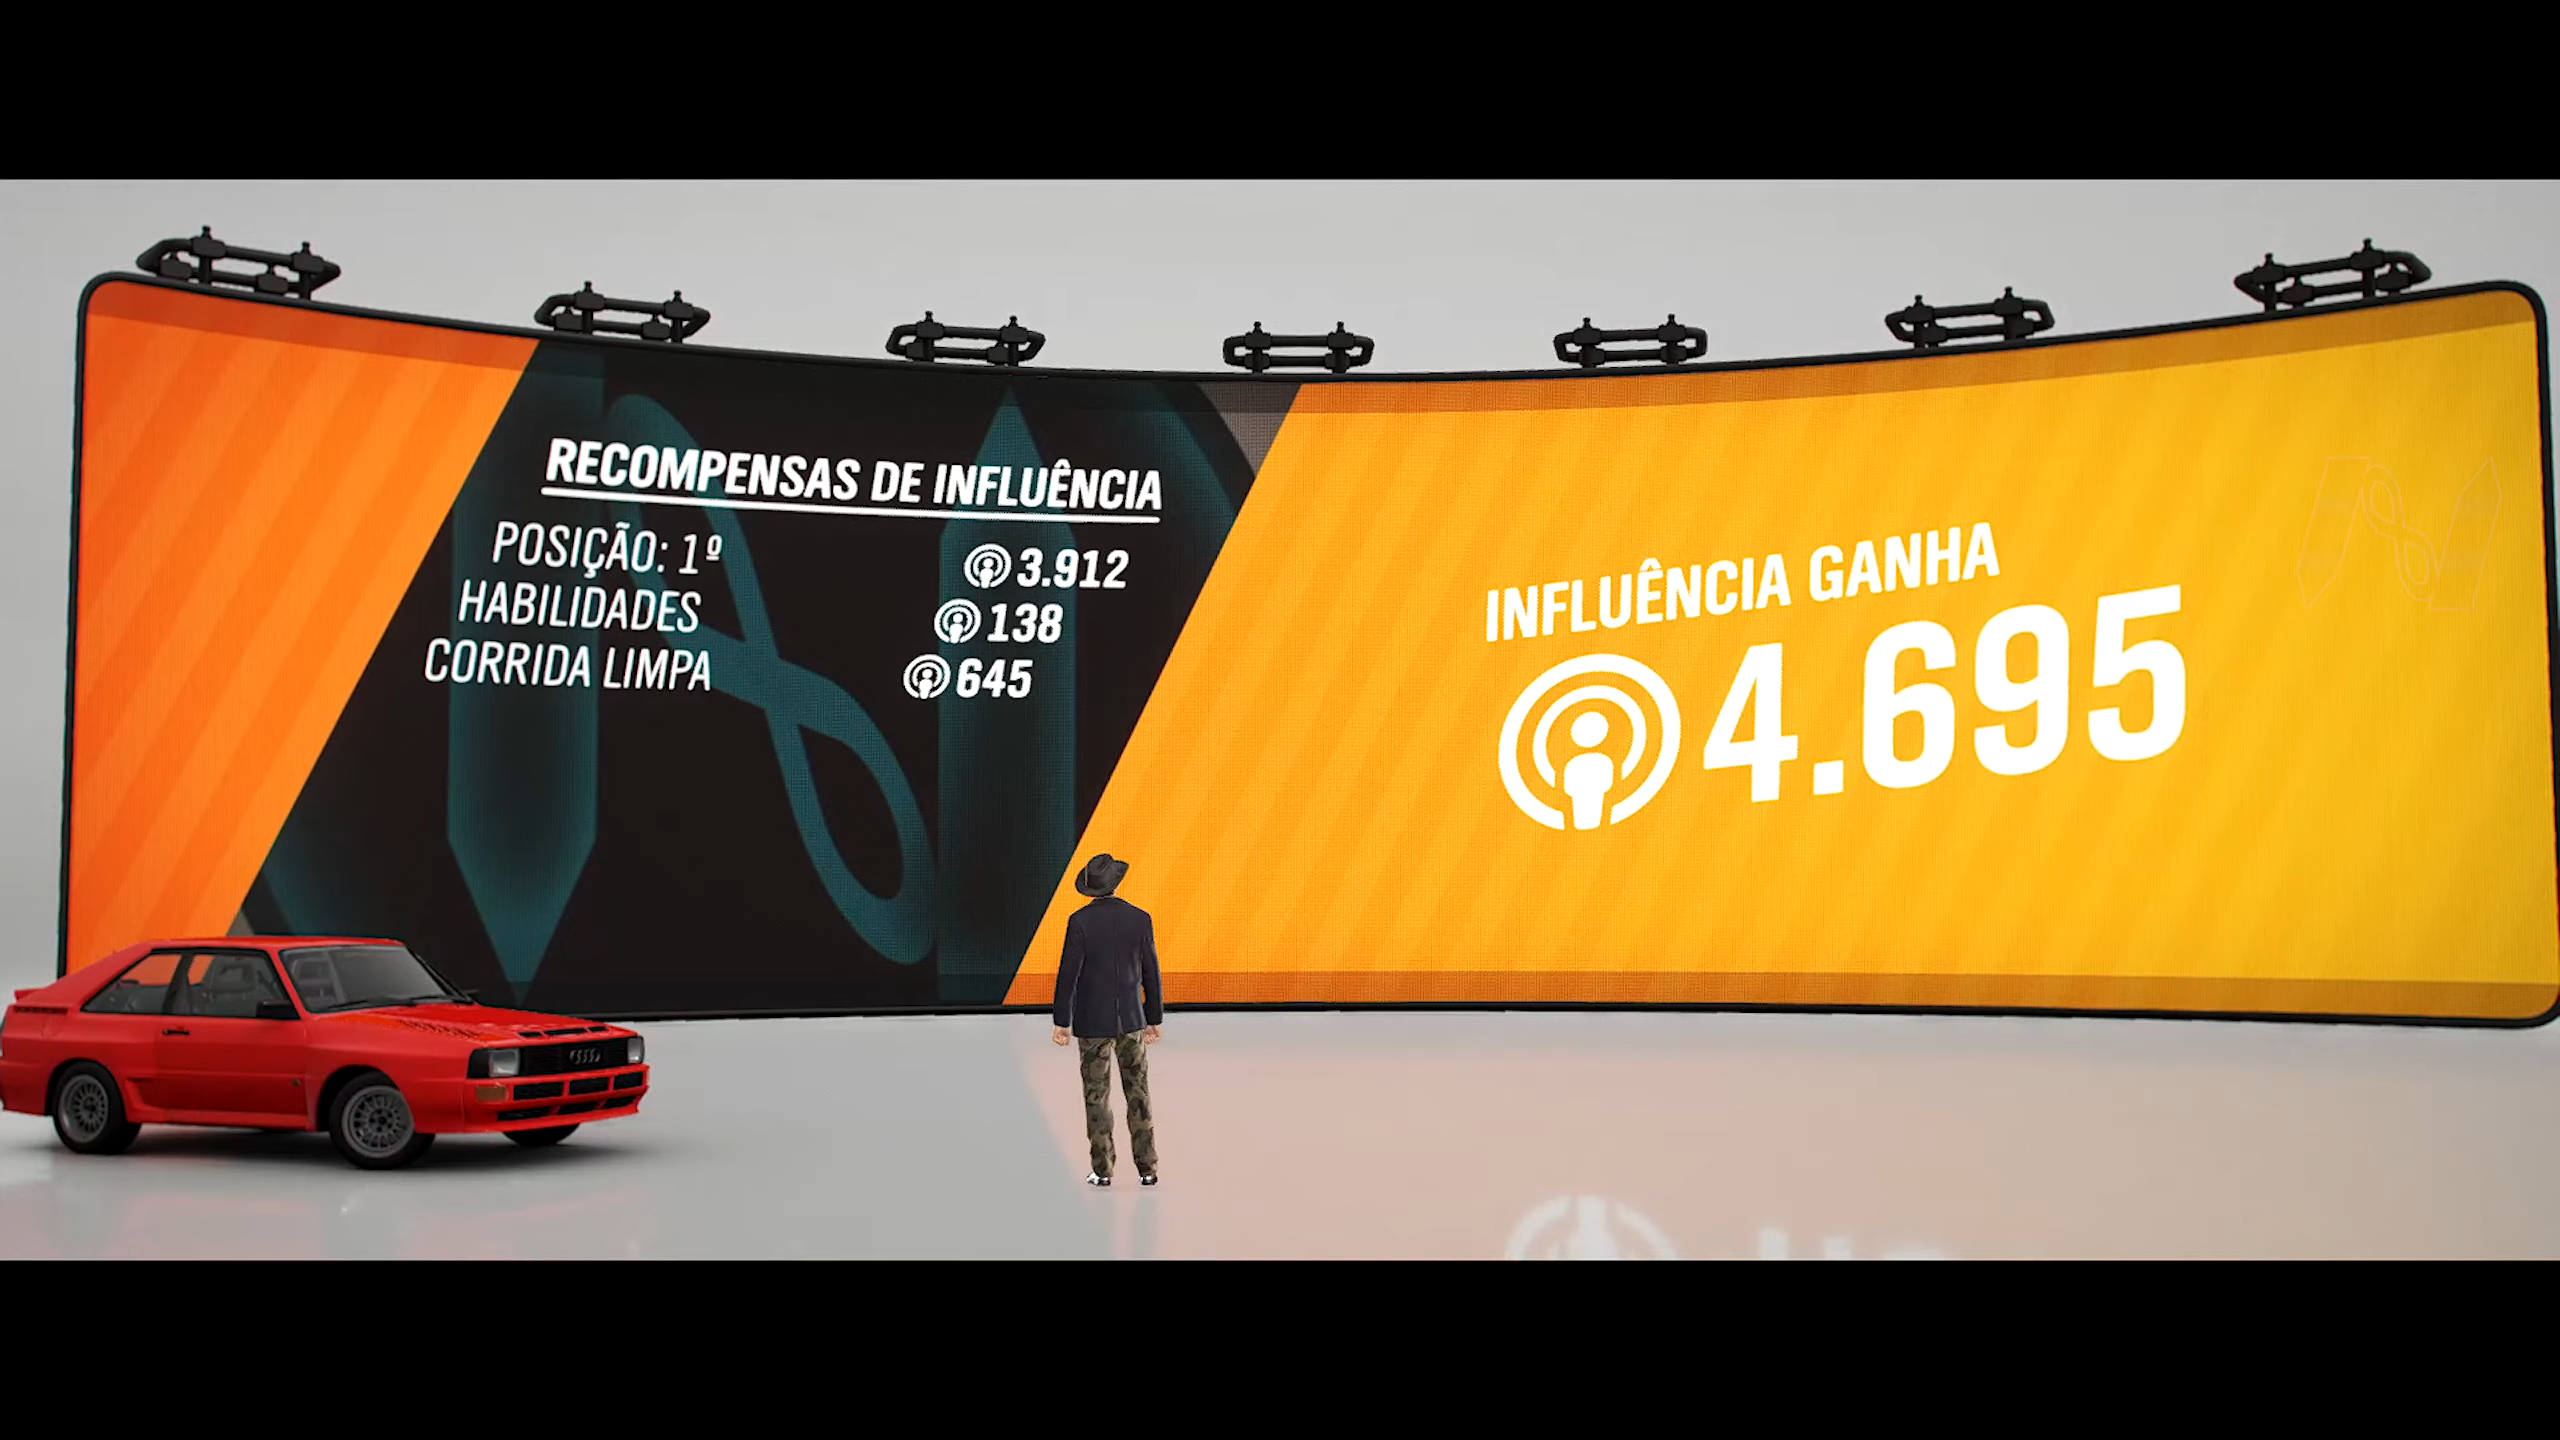 RECOMPENSAS DE INFLUÊNCIA
POSIÇÃO: 1º 3.912
HABILIDADES 138
CORRIDA LIMPA 645
INFLUÊNCIA GANHA
4.695